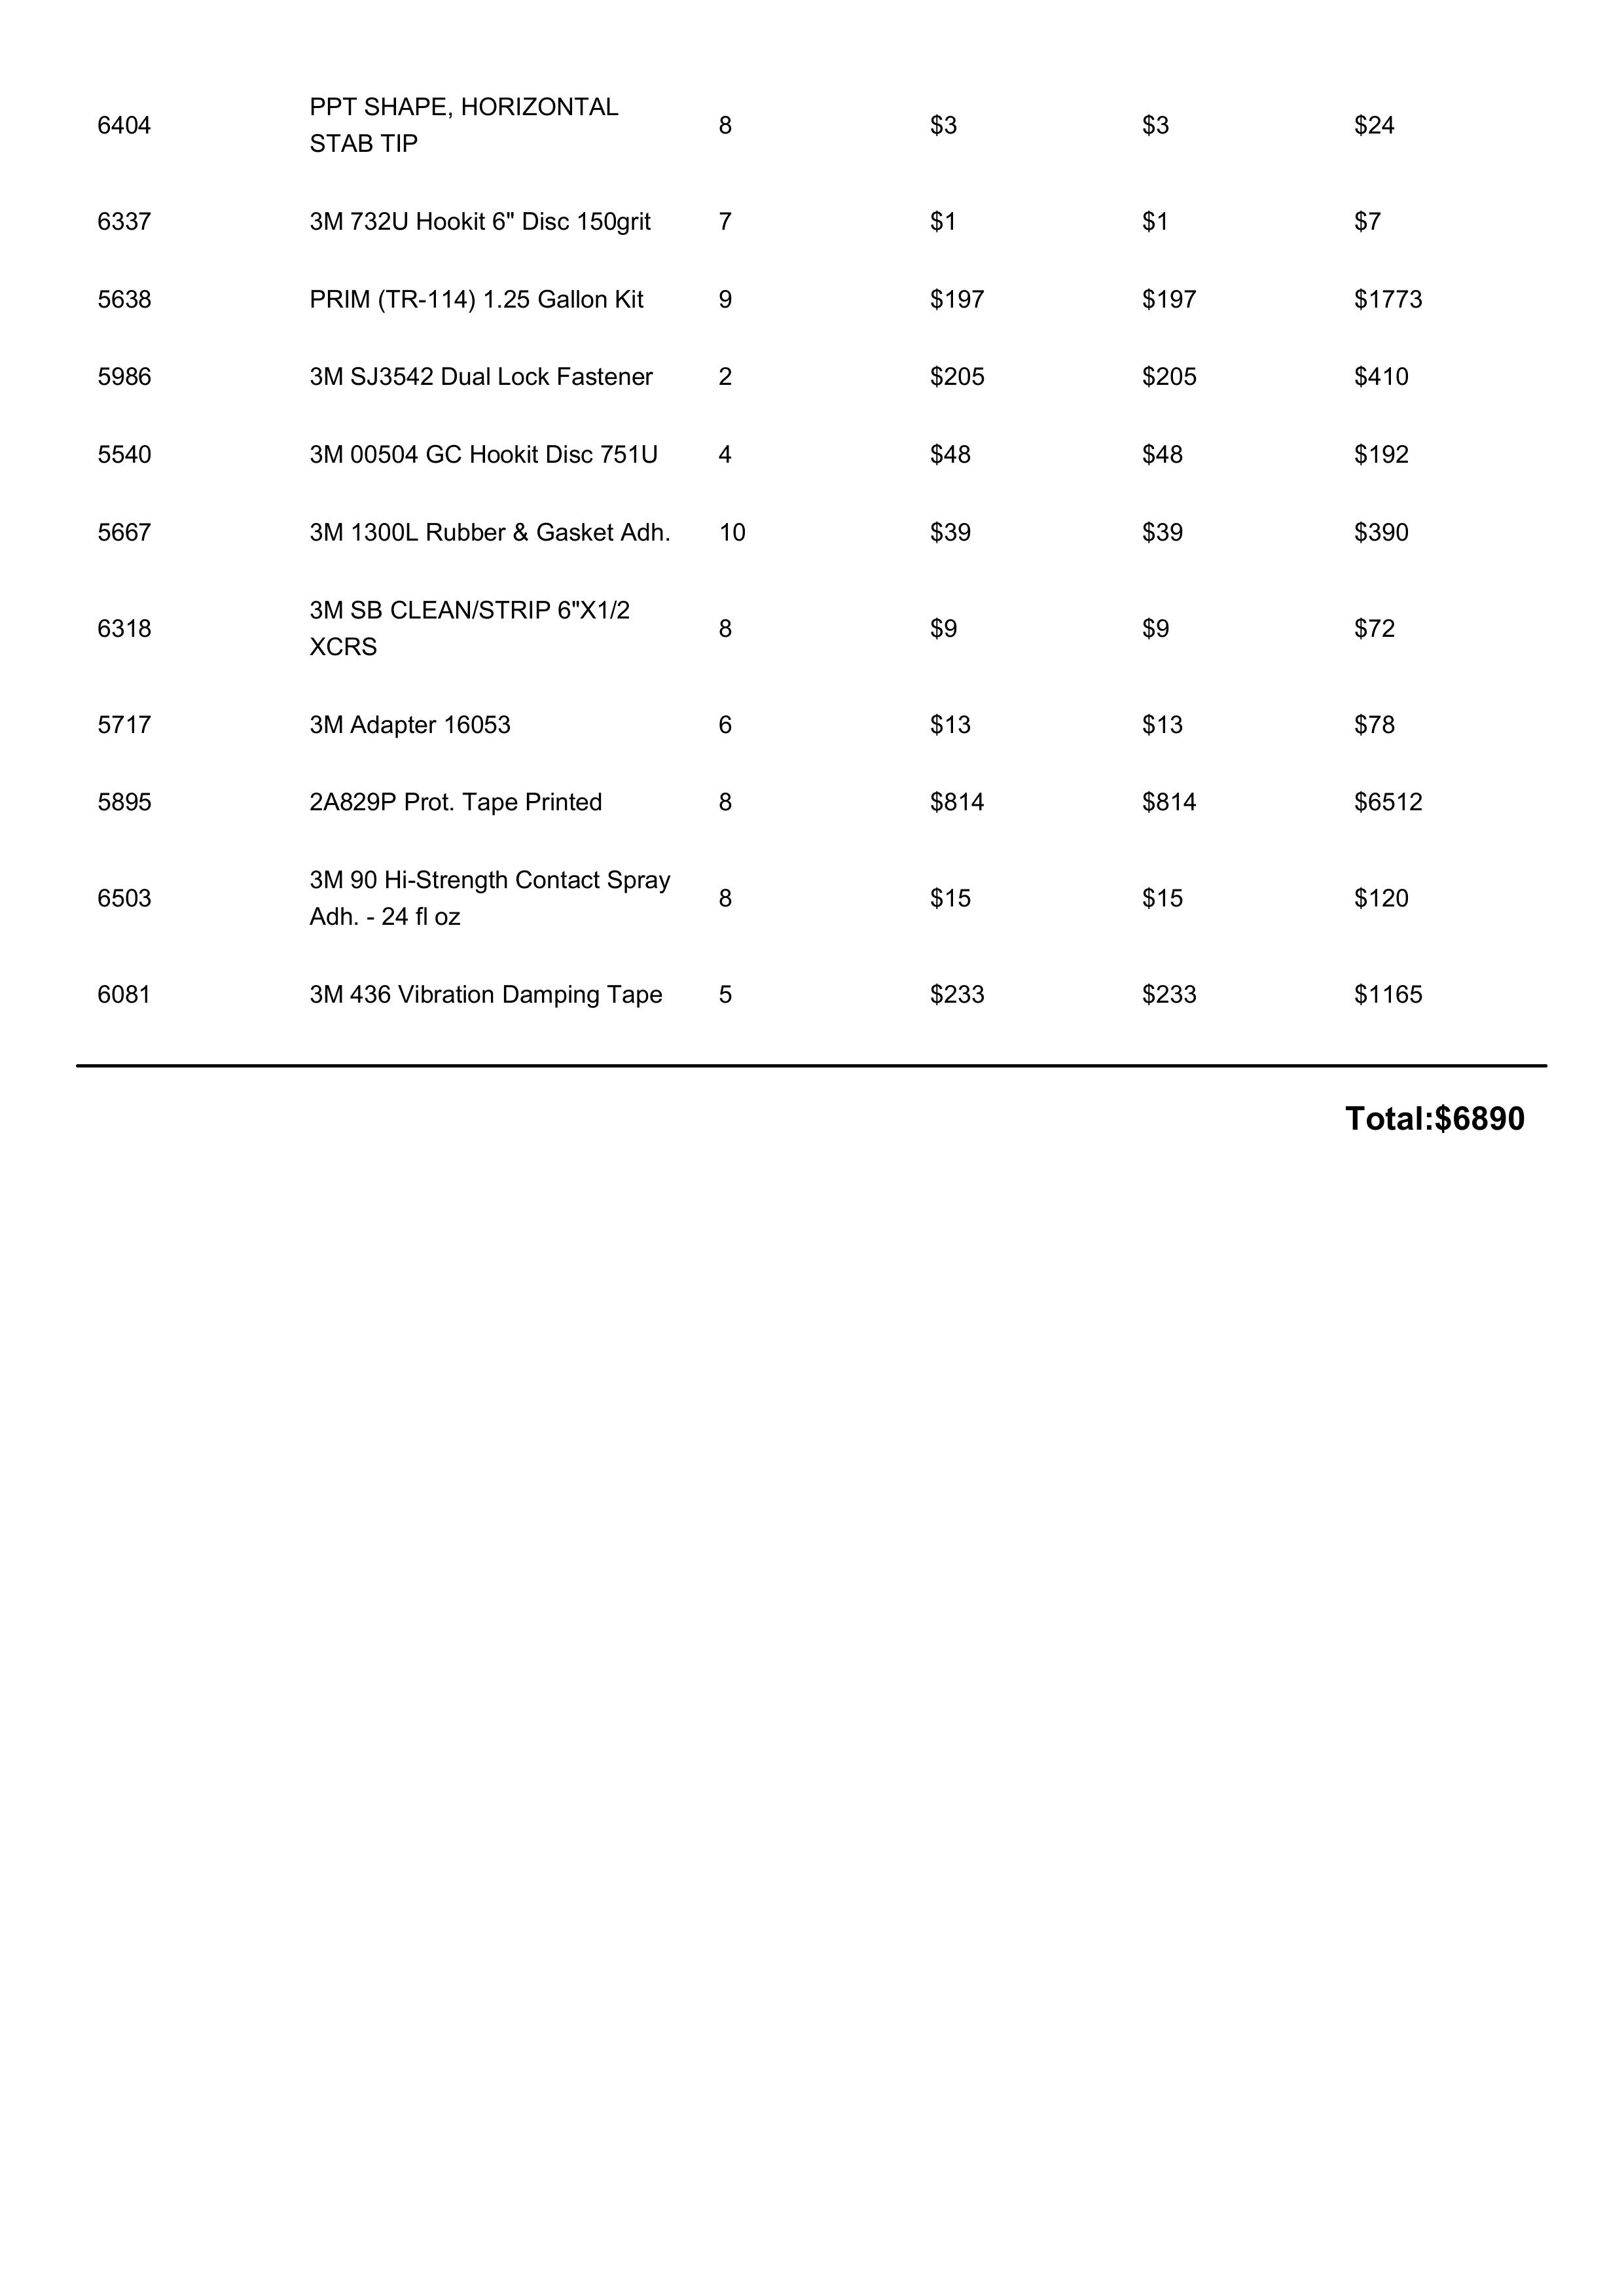 6404 PPT SHAPE, HORIZONTAL STAB TIP 8 $3 $3 $24
6337 3M 732U Hookit 6" Disc 150grit 7 $1 $1 $7
5638 PRIM (TR-114) 1.25 Gallon Kit 9 $197 $197 $1773
5986 3M SJ3542 Dual Lock Fastener 2 $205 $205 $410
5540 3M 00504 GC Hookit Disc 751U 4 $48 $48 $192
5667 3M 1300L Rubber & Gasket Adh. 10 $39 $39 $390
6318 3M SB CLEAN/STRIP 6"X1/2 XCRS 8 $9 $9 $72
5717 3M Adapter 16053 6 $13 $13 $78
5895 2A829P Prot. Tape Printed 8 $814 $814 $6512
6503 3M 90 Hi-Strength Contact Spray Adh. - 24 fl oz 8 $15 $15 $120
6081 3M 436 Vibration Damping Tape 5 $233 $233 $1165
Total:$6890